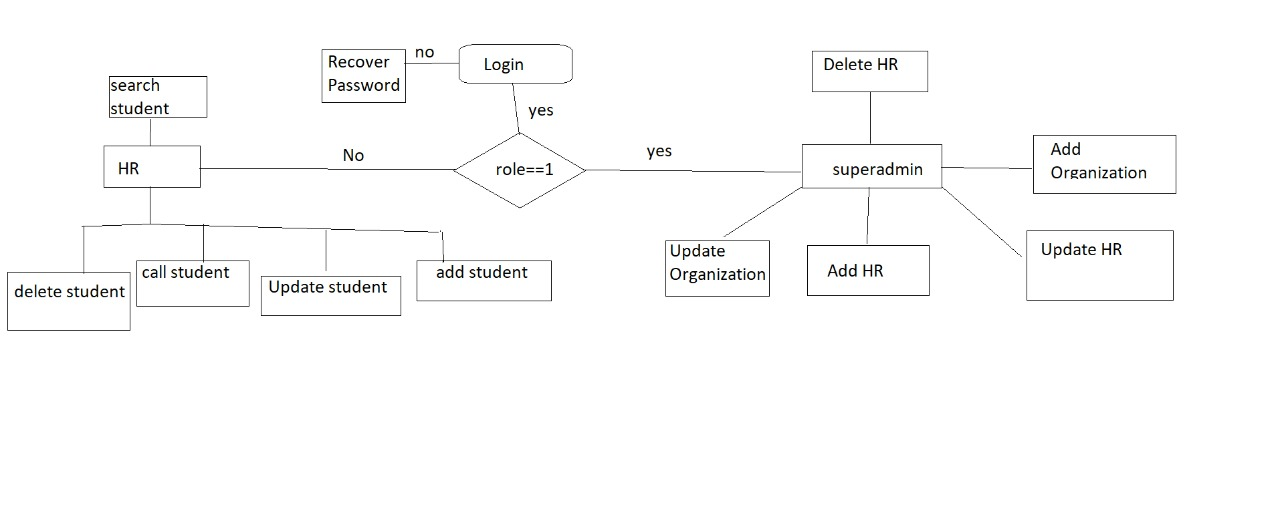 no
Recover
Password
Login
Delete HR
search
student
yes
HR
No
role==1
yes
superadmin
Add
Organization
Update
Organization
Add HR
Update HR
delete student
call student
Update student
add student